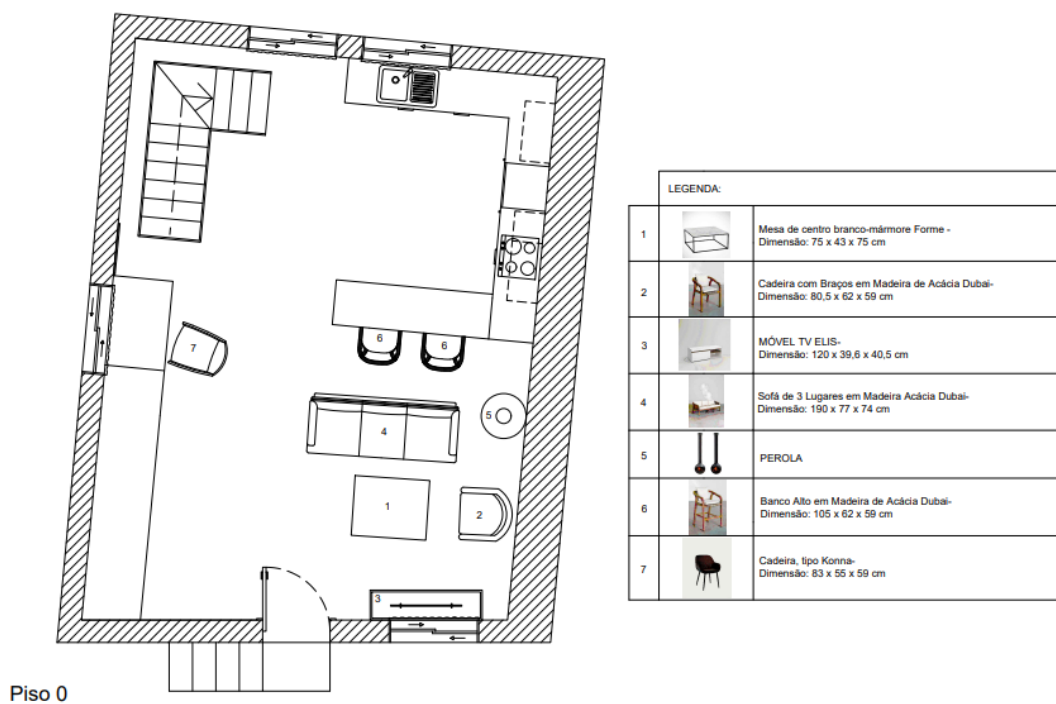 LEGENDA:
1
Mesa de centro branco-mármore Forme -
Dimensão: 75 x 43 x 75 cm
2
Cadeira com Braços em Madeira de Acácia Dubai-
Dimensão: 80,5 x 62 x 59 cm
3
MÓVEL TV ELIS-
Dimensão: 120 x 39,6 x 40,5 cm
4
Sofá de 3 Lugares em Madeira Acácia Dubai-
Dimensão: 190 x 77 x 74 cm
5
PEROLA
6
Banco Alto em Madeira de Acácia Dubai-
Dimensão: 105 x 62 x 59 cm
7
Cadeira, tipo Konna-
Dimensão: 83 x 55 x 59 cm
6
6
7
5
4
1
2
3
Piso 0